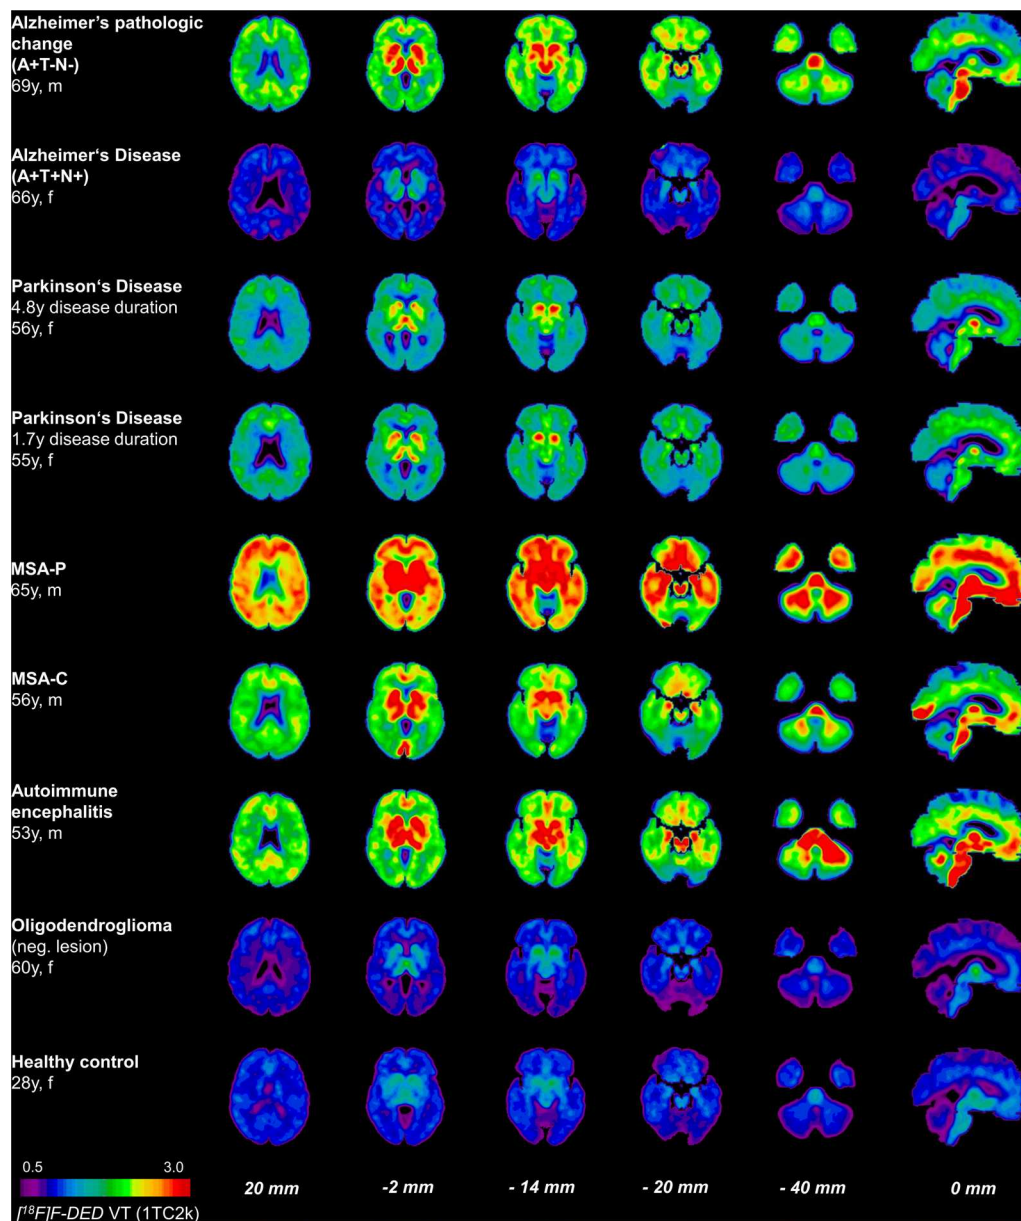 Alzheimer's pathologic
change
(A+T-N-)
69y, m
Alzheimer‘s Disease
(A+T+N+)
66y, f
Parkinson‘s Disease
4.8y disease duration
56y, f
Parkinson‘s Disease
1.7y disease duration
55y, f
MSA-P
65y, m
MSA-C
56y, m
Autoimmune
encephalitis
53y, m
Oligodendroglioma
(neg. lesion)
60y, f
Healthy control
28y, f
0.5 3.0
[¹⁸F]F-DED VT (1TC2k)
20 mm -2 mm - 14 mm - 20 mm - 40 mm 0 mm